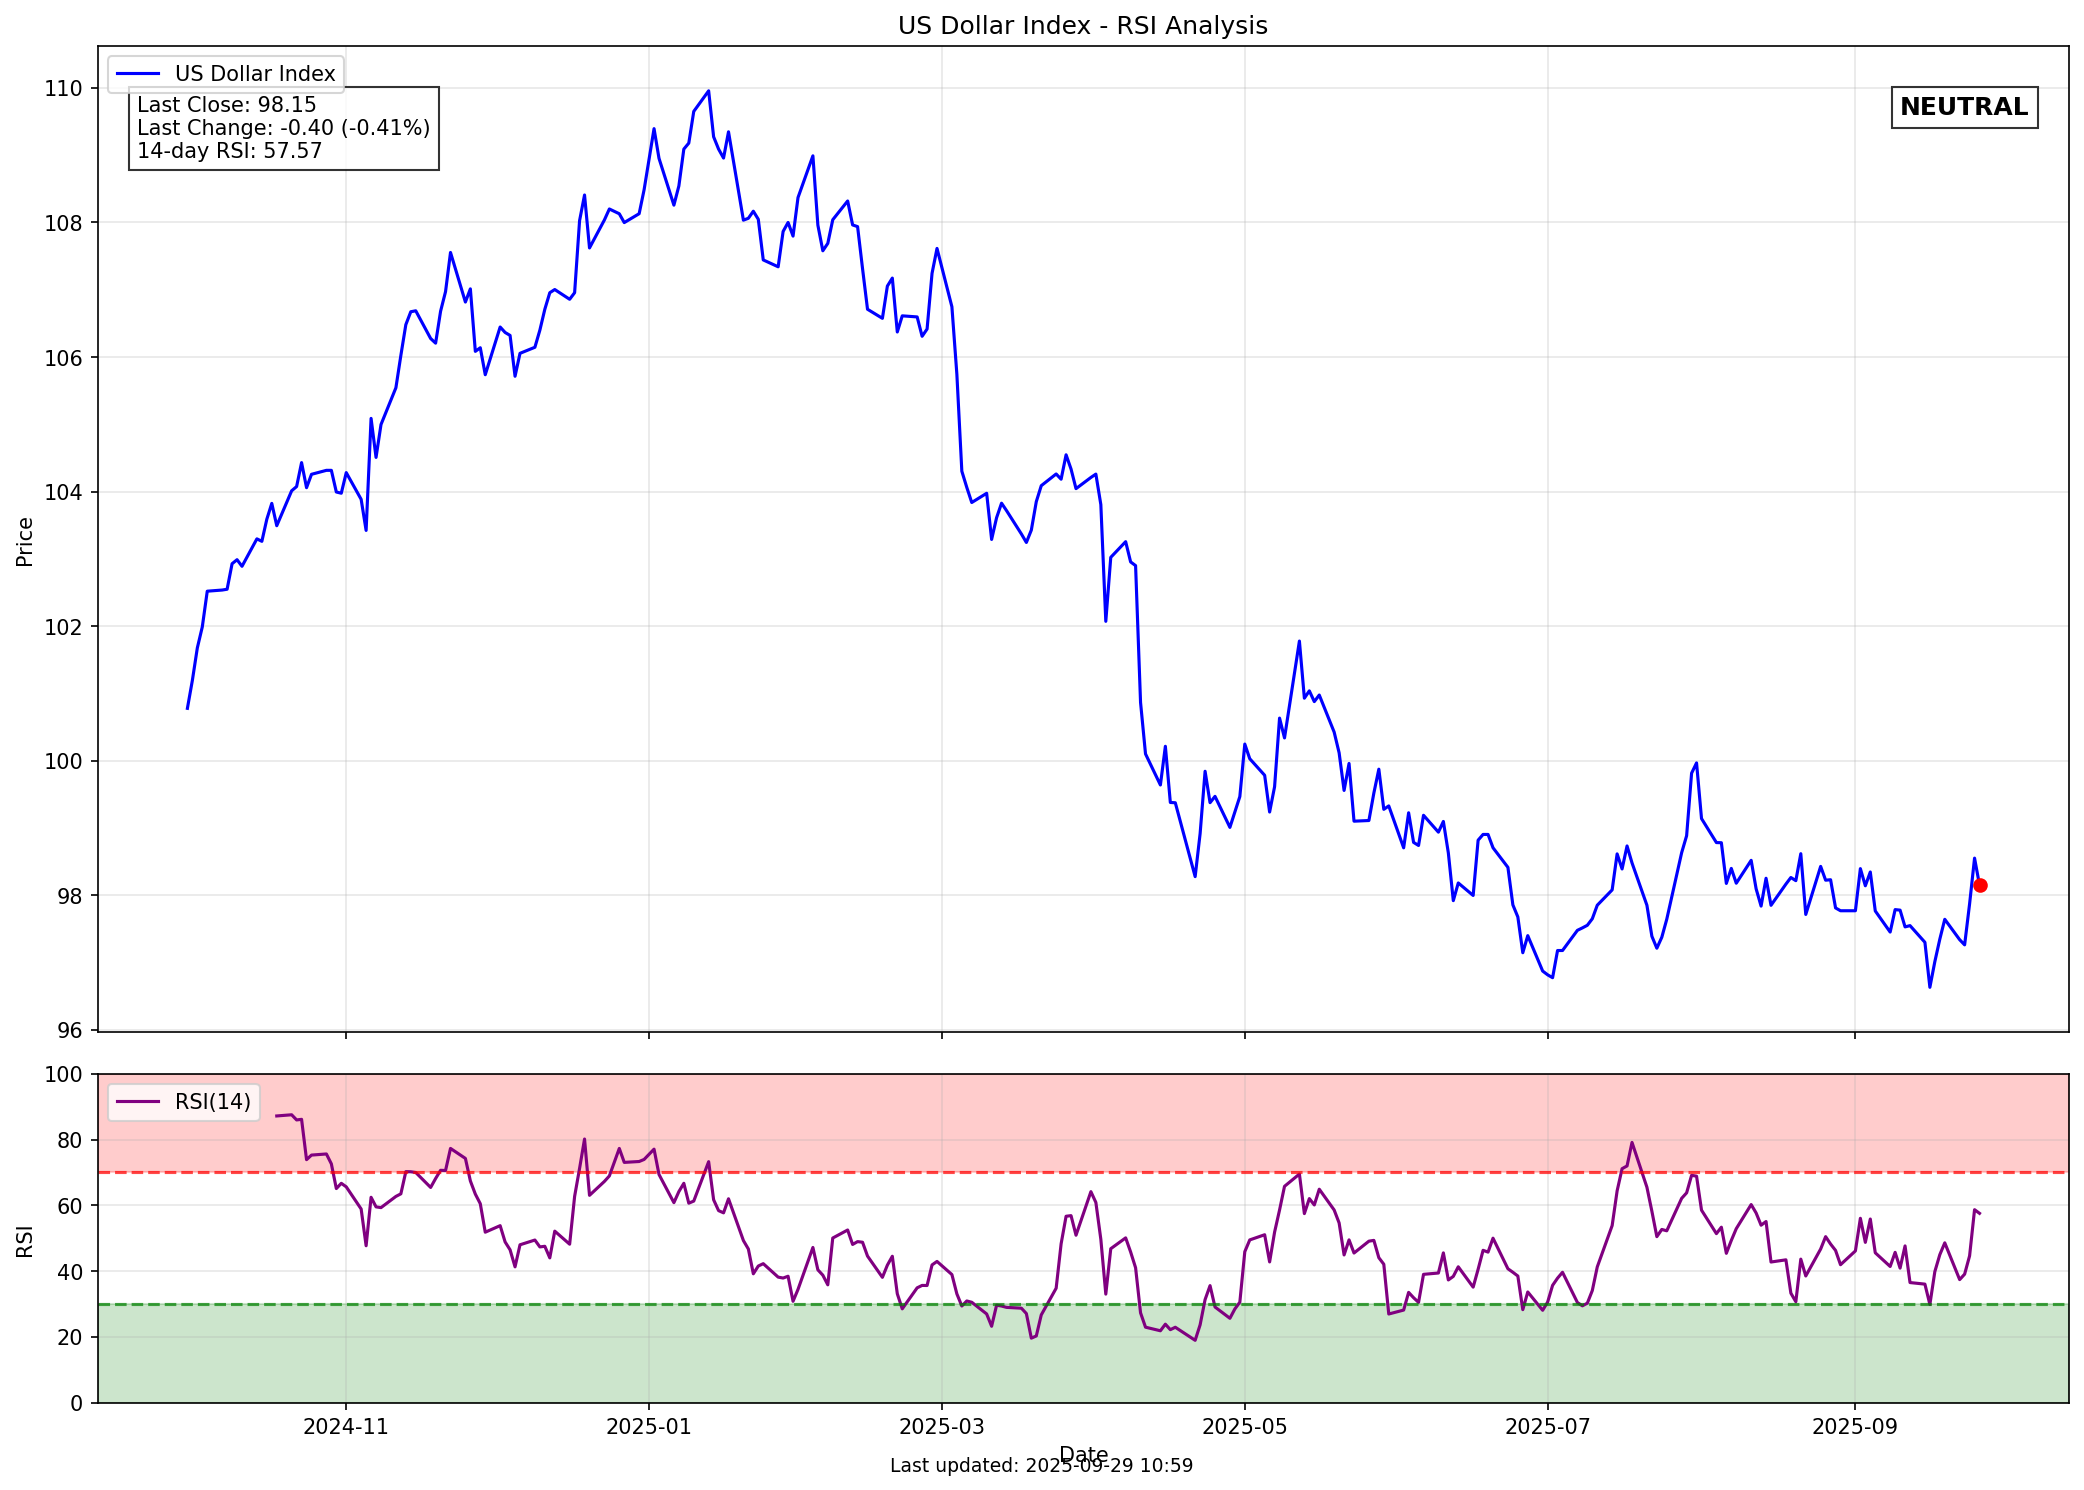 US Dollar Index - RSI Analysis
US Dollar Index
Last Close: 98.15
Last Change: -0.40 (-0.41%)
14-day RSI: 57.57
NEUTRAL
Price
110
108
106
104
102
100
98
96
RSI(14)
RSI
100
80
60
40
20
0
2024-11
2025-01
2025-03
2025-05
2025-07
2025-09
Date
Last updated: 2025-09-29 10:59